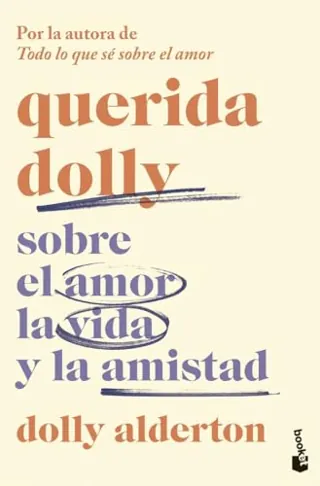 Por la autora de
Todo lo que sé sobre el amor
querida
dolly
sobre
el amor
la vida
y la amistad
dolly alderton
booket